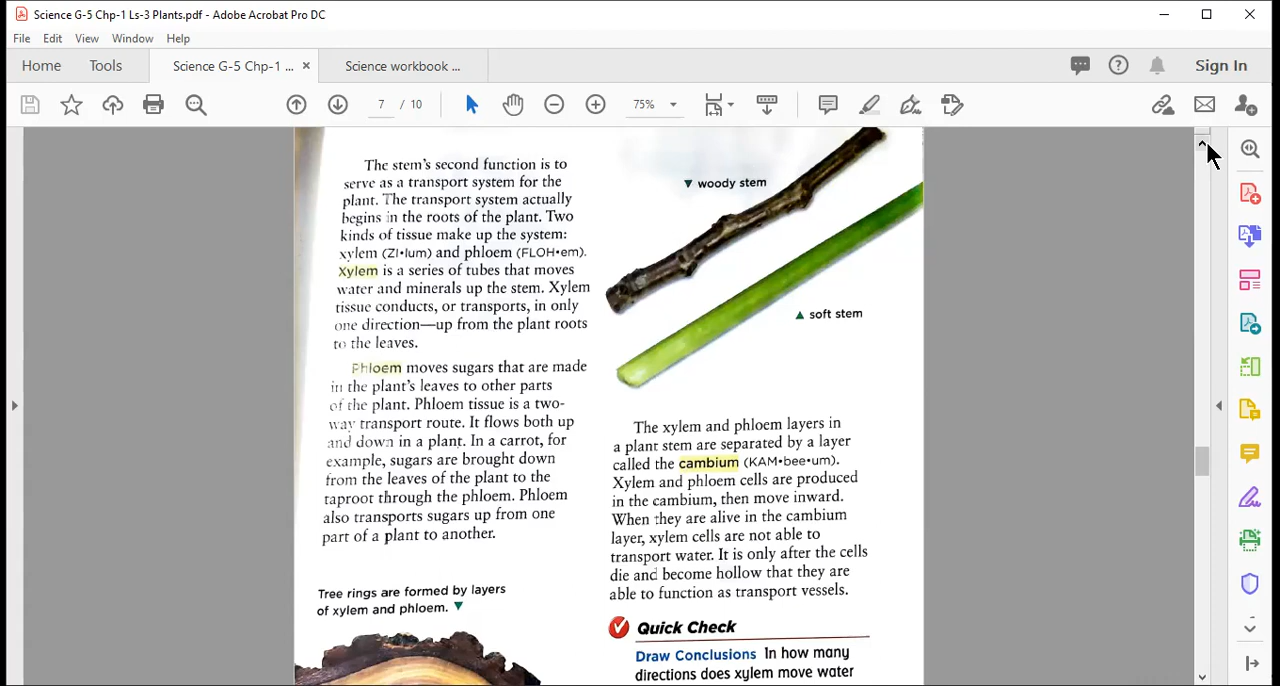 Science G-5 Chp-1 Ls-3 Plants.pdf - Adobe Acrobat Pro DC
File Edit View Window Help
Home Tools Science G-5 Chp-1 ... × Science workbook ... Sign In
7 / 10 75%
The stem's second function is to
serve as a transport system for the
plant. The transport system actually
begins in the roots of the plant. Two
kinds of tissue make up the system:
xylem (ZI•lum) and phloem (FLOH•em).
Xylem is a series of tubes that moves
water and minerals up the stem. Xylem
tissue conducts, or transports, in only
one direction—up from the plant roots
to the leaves.
Phloem moves sugars that are made
in the plant's leaves to other parts
of the plant. Phloem tissue is a two-
way transport route. It flows both up
and down in a plant. In a carrot, for
example, sugars are brought down
from the leaves of the plant to the
taproot through the phloem. Phloem
also transports sugars up from one
part of a plant to another.
Tree rings are formed by layers
of xylem and phloem. ▼
▼ woody stem
▲ soft stem
The xylem and phloem layers in
a plant stem are separated by a layer
called the cambium (KAM•bee•um).
Xylem and phloem cells are produced
in the cambium, then move inward.
When they are alive in the cambium
layer, xylem cells are not able to
transport water. It is only after the cells
die and become hollow that they are
able to function as transport vessels.
Quick Check
Draw Conclusions In how many
directions does xylem move water